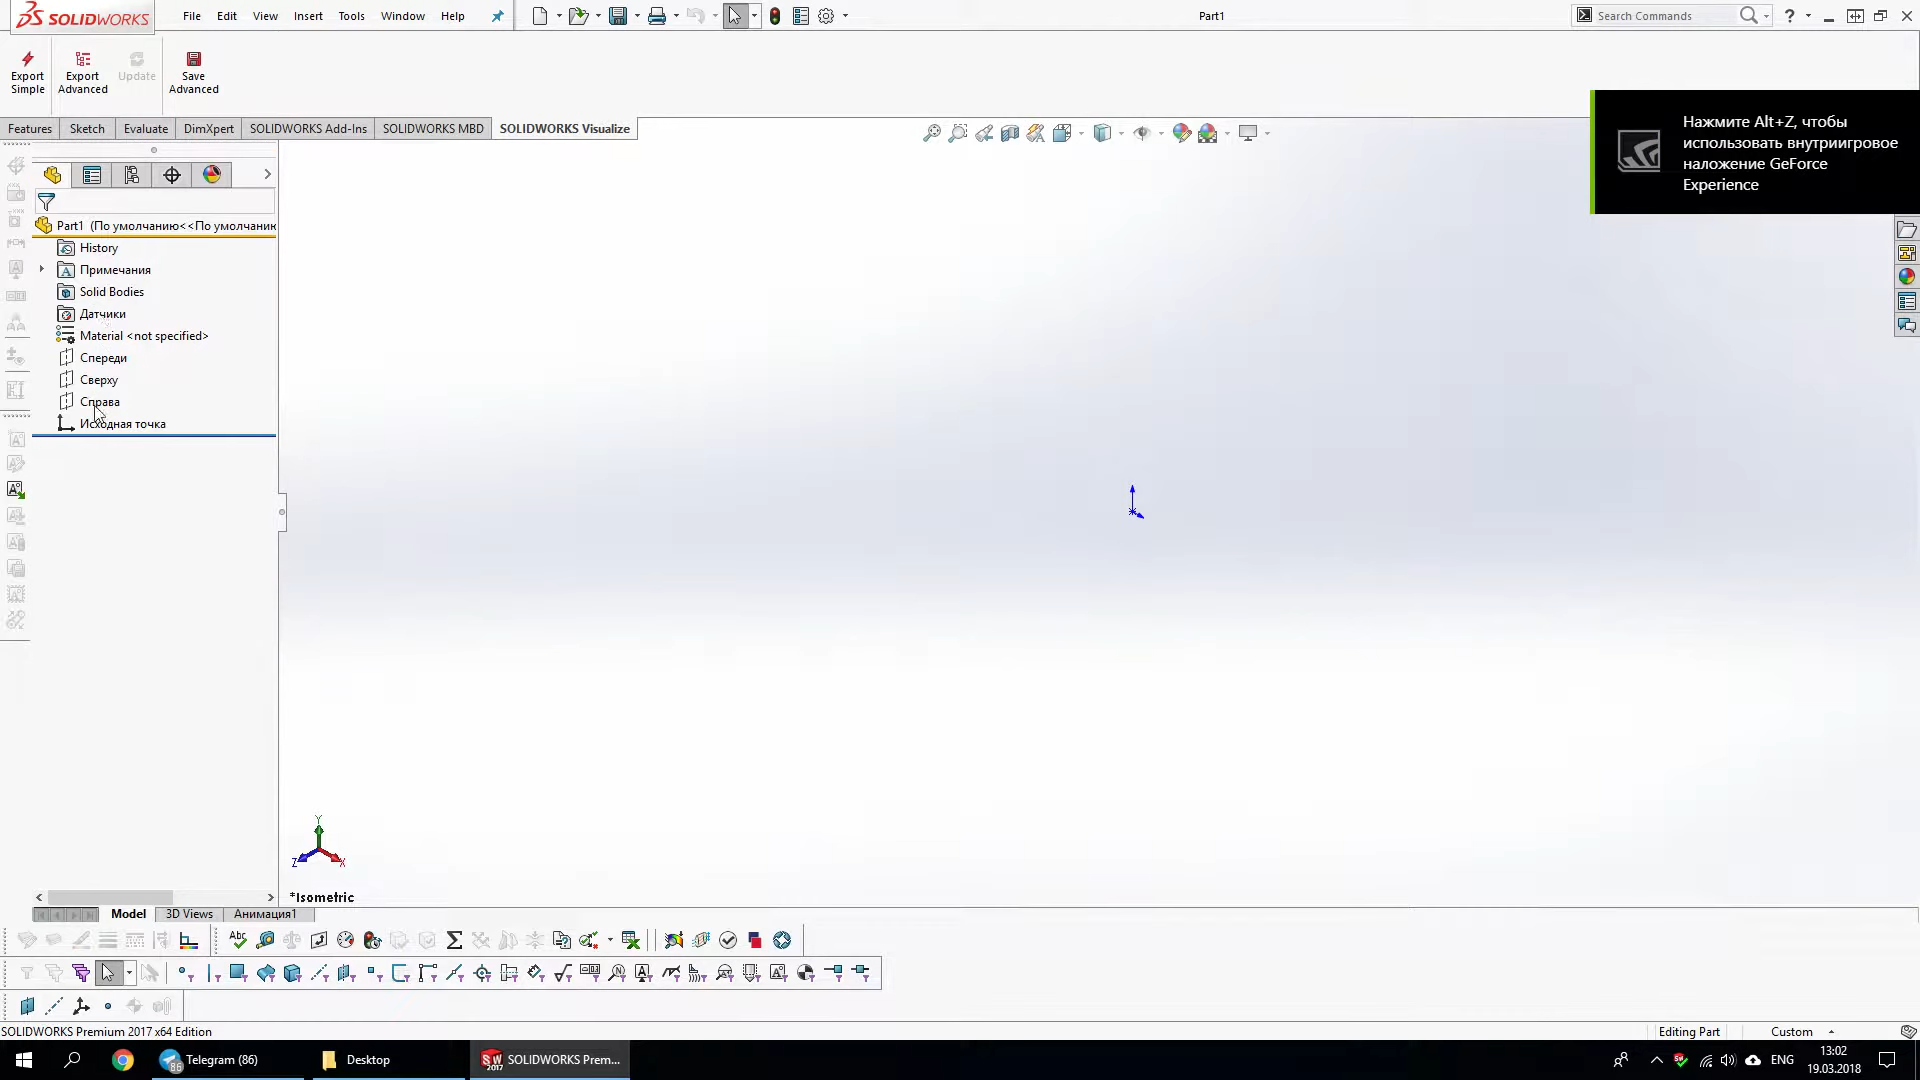 SOLIDWORKS
File Edit View Insert Tools Window Help
Part1
Search Commands
Export Simple
Export Advanced
Update
Save Advanced
Features Sketch Evaluate DimXpert SOLIDWORKS Add-Ins SOLIDWORKS MBD SOLIDWORKS Visualize
Нажмите Alt+Z, чтобы
использовать внутриигровое
наложение GeForce
Experience
Part1 (По умолчанию<<По умолчани
History
Примечания
Solid Bodies
Датчики
Material <not specified>
Спереди
Сверху
Справа
Исходная точка
Y
Z X
*Isometric
Model 3D Views Анимация1
SOLIDWORKS Premium 2017 x64 Edition
Editing Part Custom
Telegram (86) Desktop SOLIDWORKS Prem...
ENG
13:02
19.03.2018